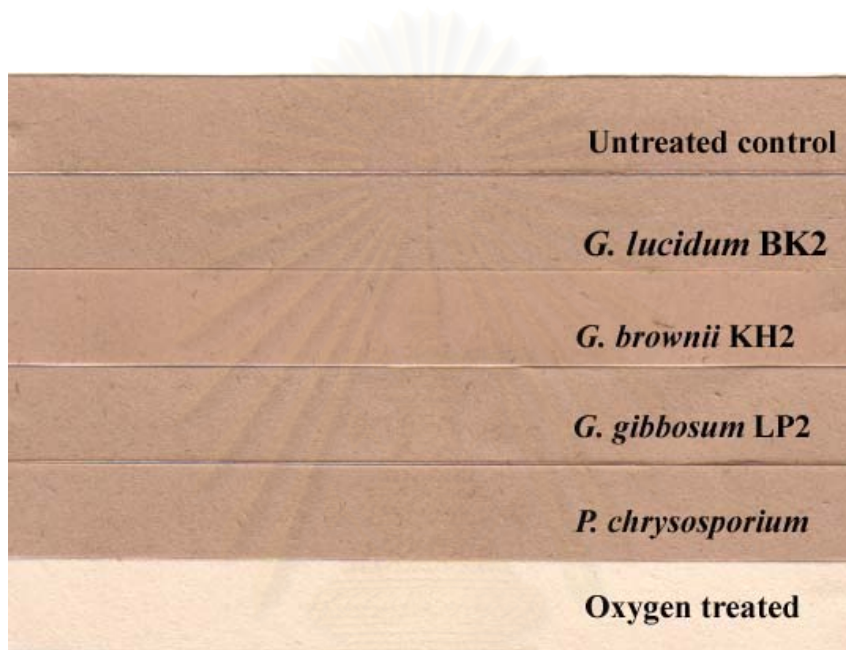 Untreated control
G. lucidum BK2
G. brownii KH2
G. gibbosum LP2
P. chrysosporium
Oxygen treated